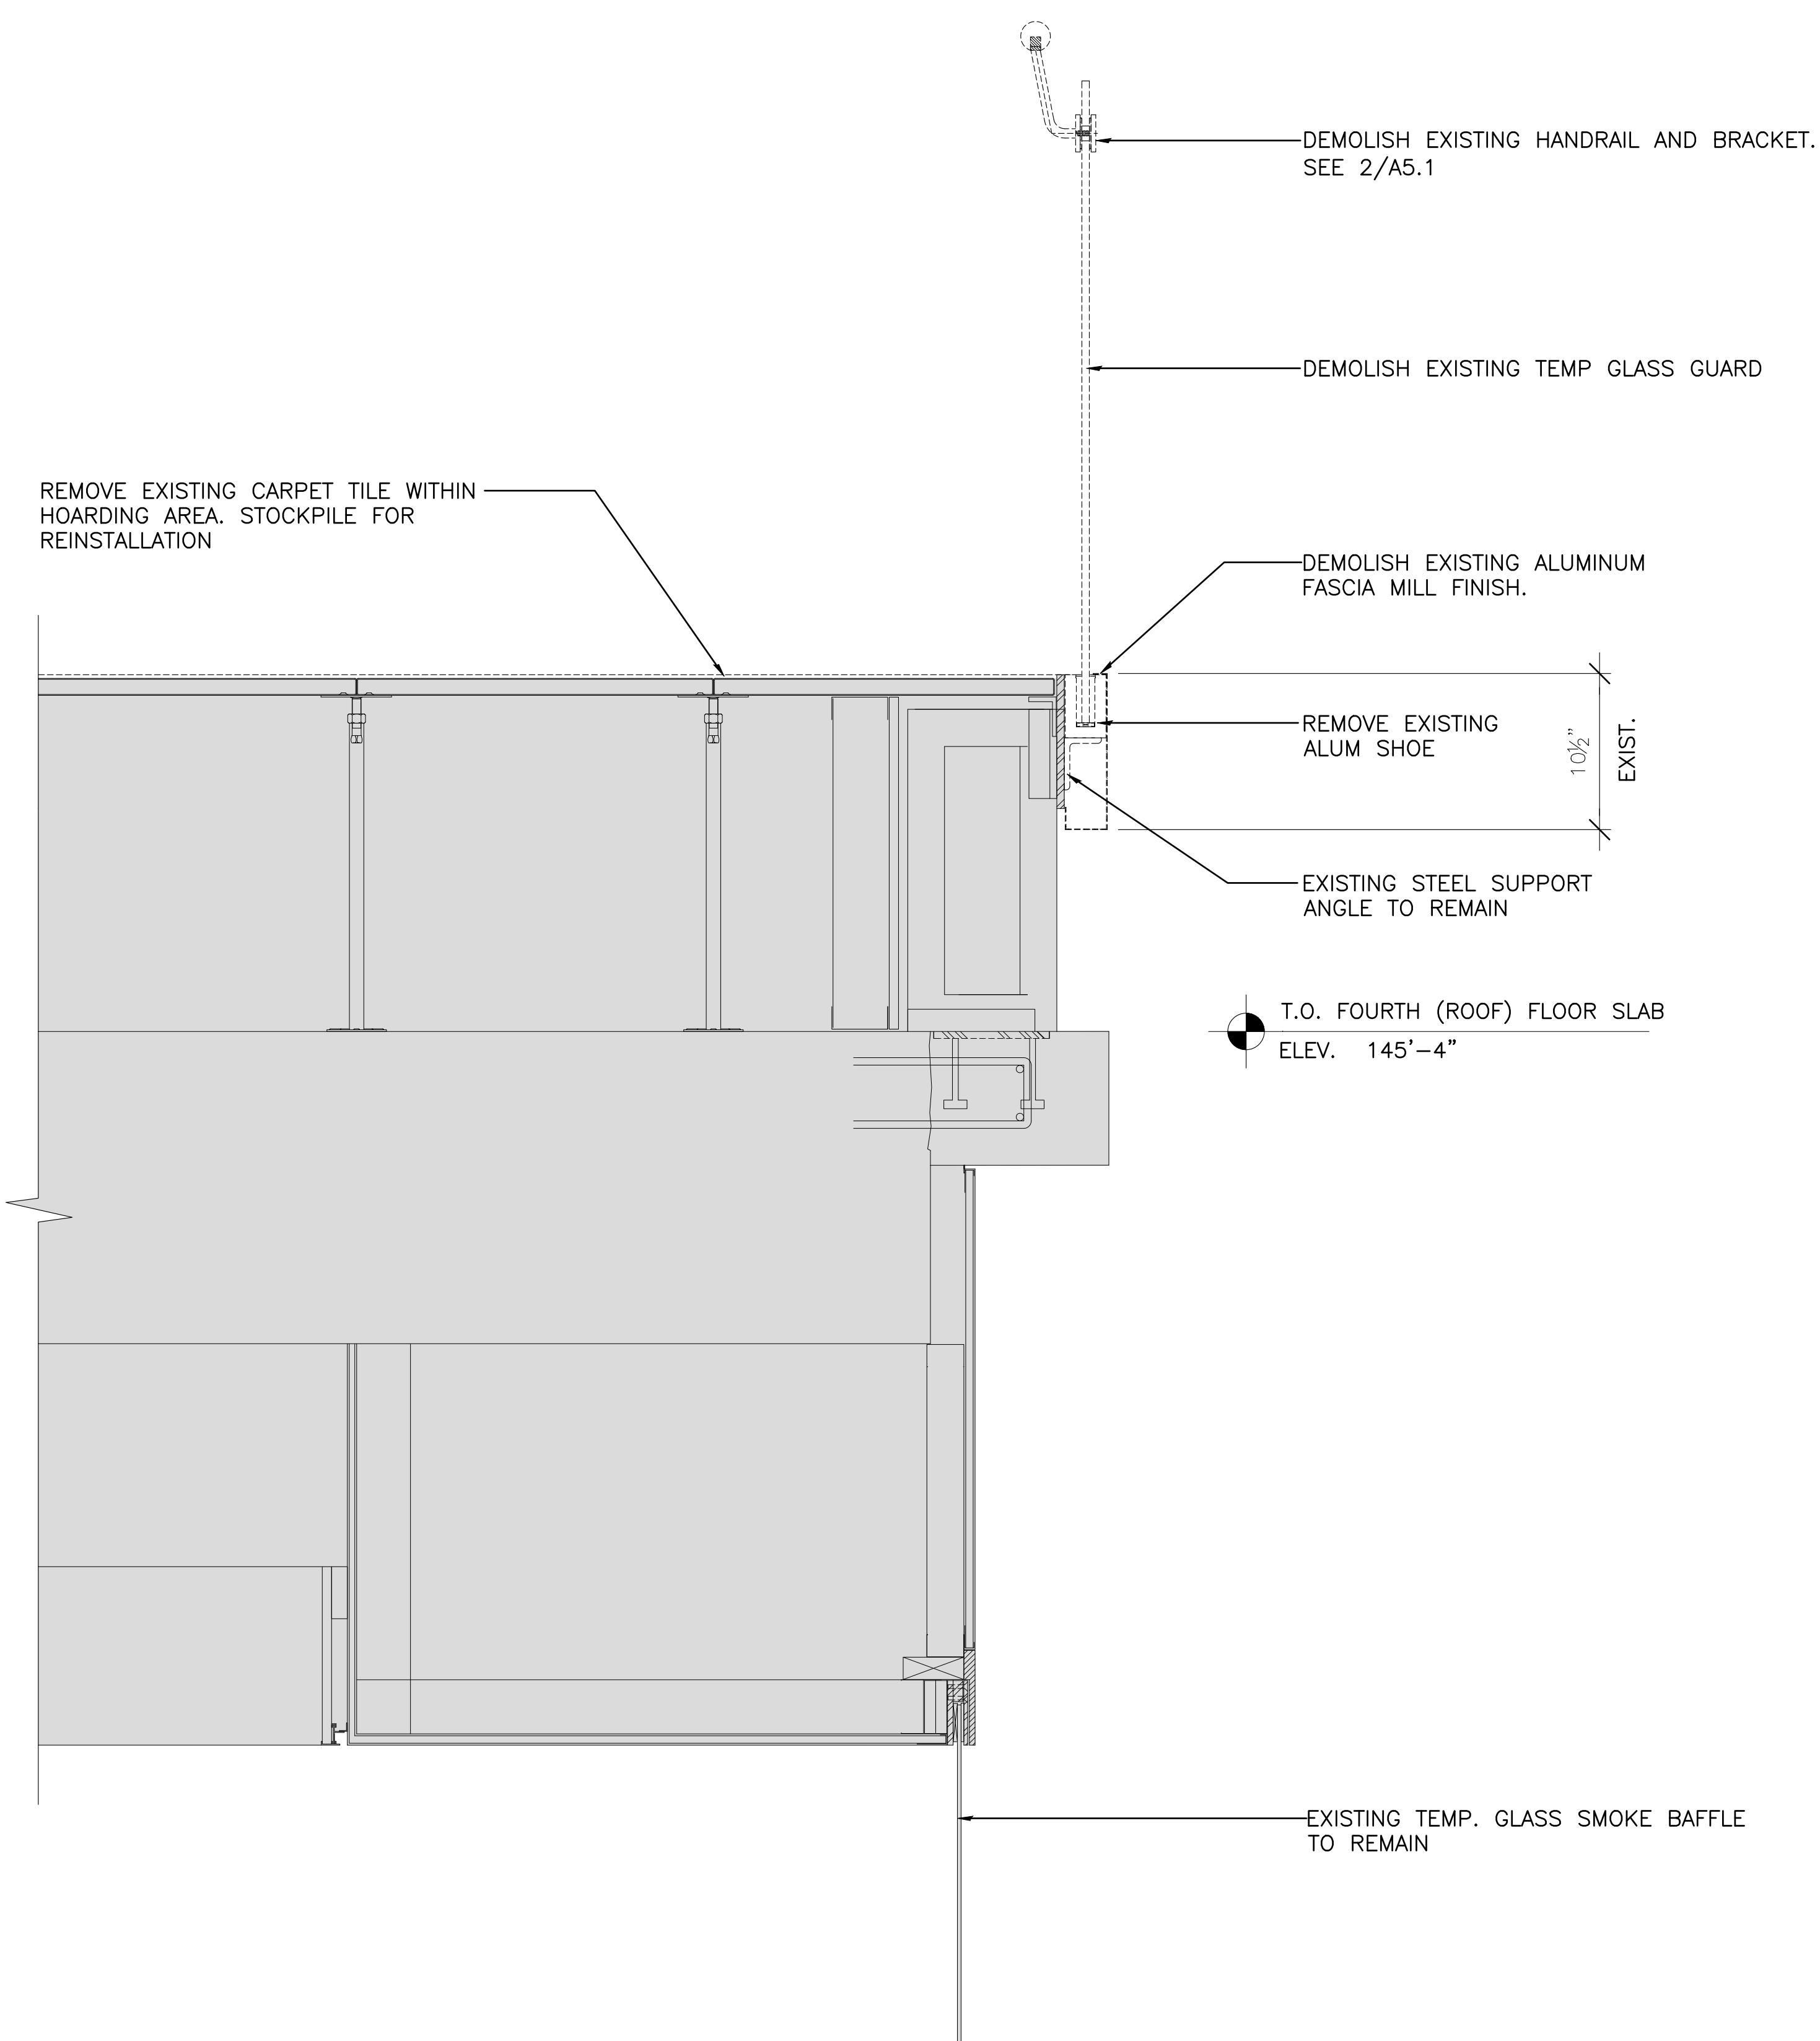 DEMOLISH EXISTING HANDRAIL AND BRACKET.
SEE 2/A5.1
DEMOLISH EXISTING TEMP GLASS GUARD
REMOVE EXISTING CARPET TILE WITHIN
HOARDING AREA. STOCKPILE FOR
REINSTALLATION
DEMOLISH EXISTING ALUMINUM
FASCIA MILL FINISH.
REMOVE EXISTING
ALUM SHOE
10½"
EXIST.
EXISTING STEEL SUPPORT
ANGLE TO REMAIN
T.O. FOURTH (ROOF) FLOOR SLAB
ELEV. 145'-4"
EXISTING TEMP. GLASS SMOKE BAFFLE
TO REMAIN